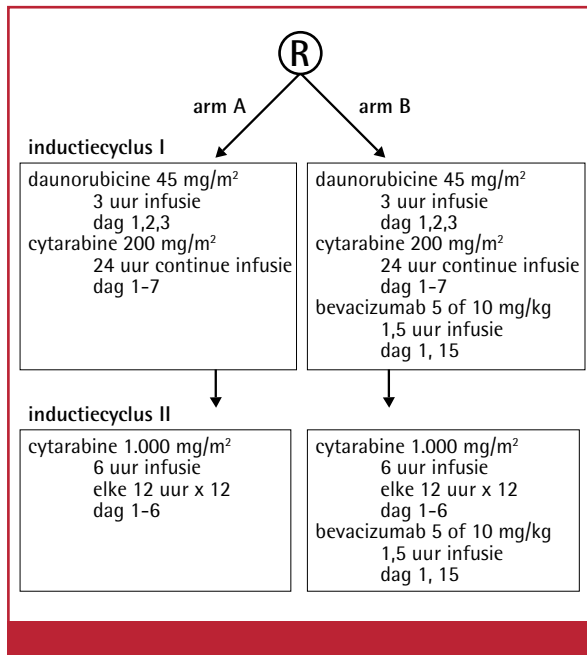 R
arm A
arm B
inductiecyclus I
daunorubicine 45 mg/m²
3 uur infusie
dag 1,2,3
cytarabine 200 mg/m²
24 uur continue infusie
dag 1-7
daunorubicine 45 mg/m²
3 uur infusie
dag 1,2,3
cytarabine 200 mg/m²
24 uur continue infusie
dag 1-7
bevacizumab 5 of 10 mg/kg
1,5 uur infusie
dag 1, 15
inductiecyclus II
cytarabine 1.000 mg/m²
6 uur infusie
elke 12 uur x 12
dag 1-6
cytarabine 1.000 mg/m²
6 uur infusie
elke 12 uur x 12
dag 1-6
bevacizumab 5 of 10 mg/kg
1,5 uur infusie
dag 1, 15